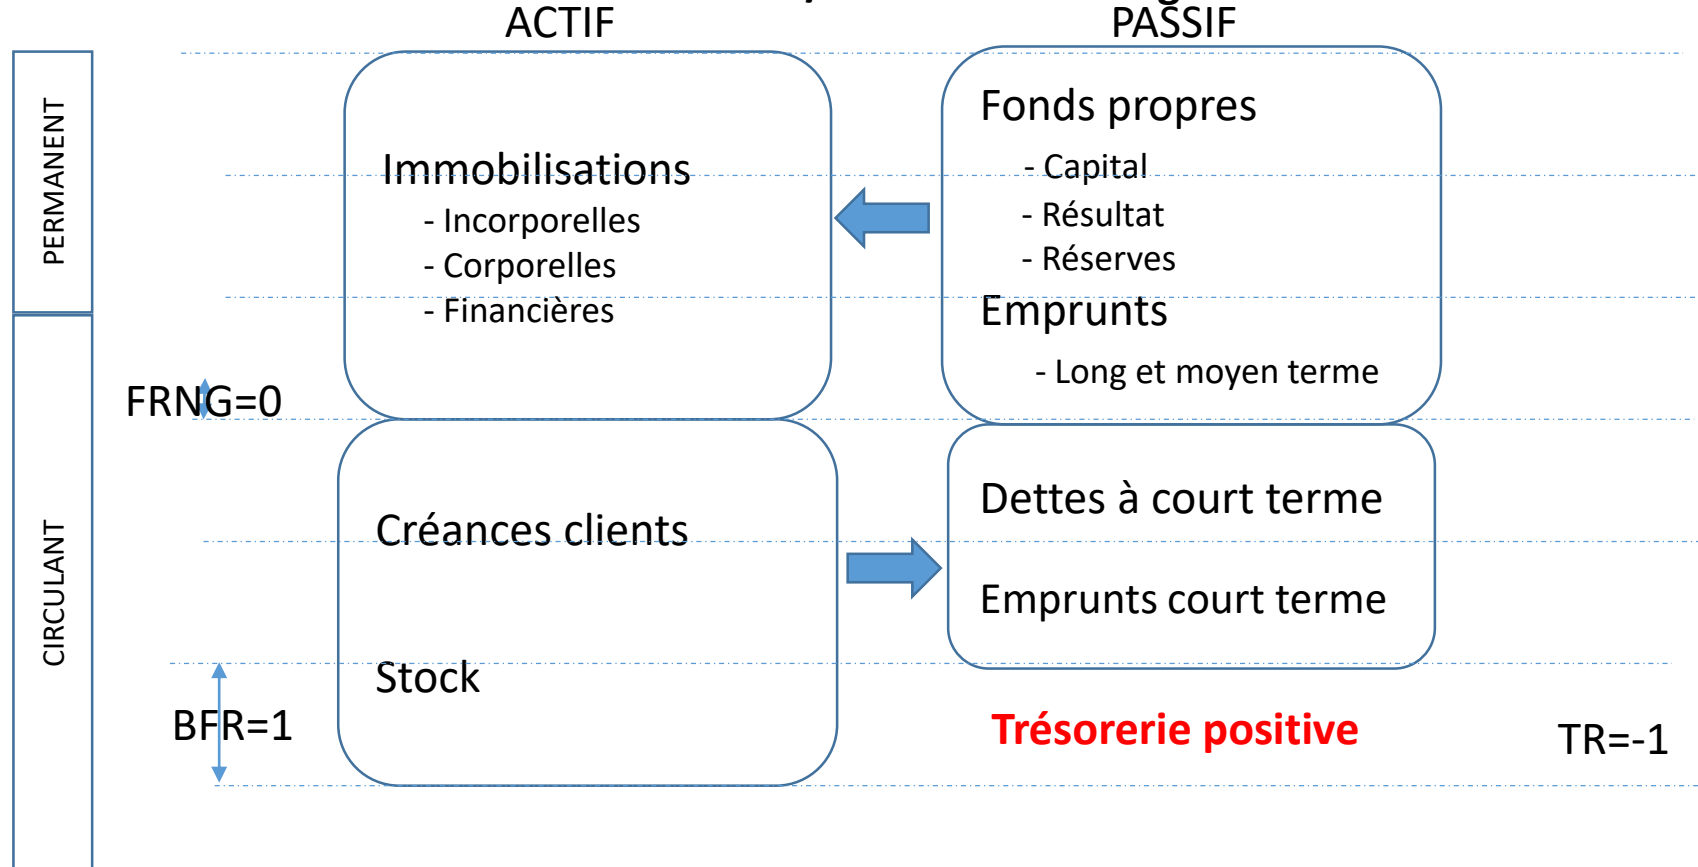 ACTIF
PASSIF
PERMANENT
Immobilisations
- Incorporelles
- Corporelles
- Financières
Fonds propres
- Capital
- Résultat
- Réserves
Emprunts
- Long et moyen terme
FRNG=0
CIRCULANT
Créances clients
Stock
Dettes à court terme
Emprunts court terme
BFR=1
Trésorerie positive
TR=-1